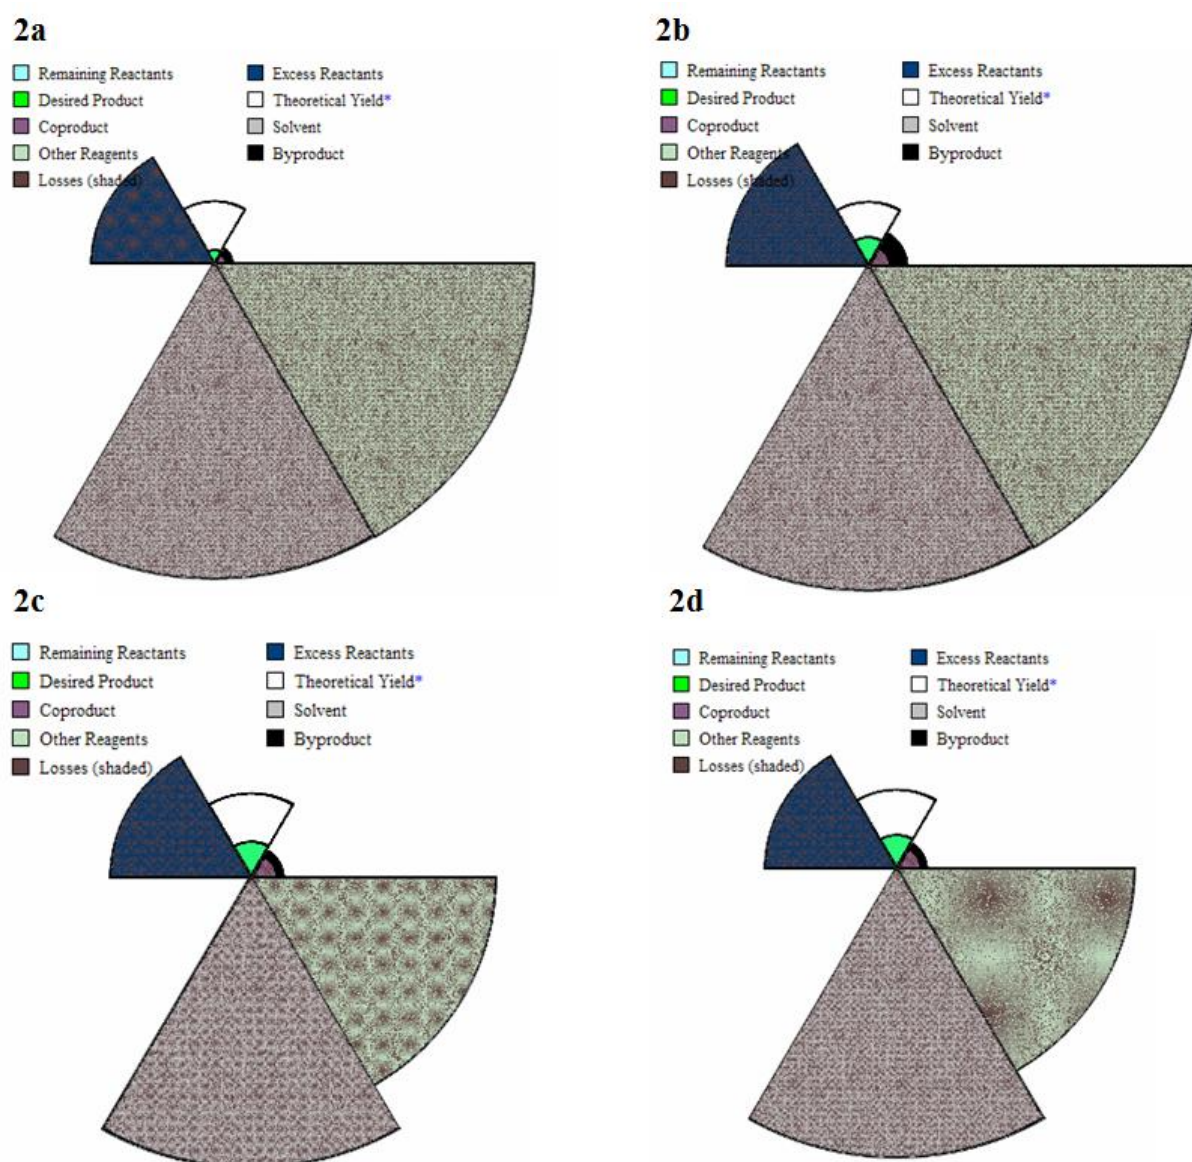 2a
Remaining Reactants Excess Reactants
Desired Product Theoretical Yield*
Coproduct Solvent
Other Reagents Byproduct
Losses (shaded)
2b
Remaining Reactants Excess Reactants
Desired Product Theoretical Yield*
Coproduct Solvent
Other Reagents Byproduct
Losses (shaded)
2c
Remaining Reactants Excess Reactants
Desired Product Theoretical Yield*
Coproduct Solvent
Other Reagents Byproduct
Losses (shaded)
2d
Remaining Reactants Excess Reactants
Desired Product Theoretical Yield*
Coproduct Solvent
Other Reagents Byproduct
Losses (shaded)